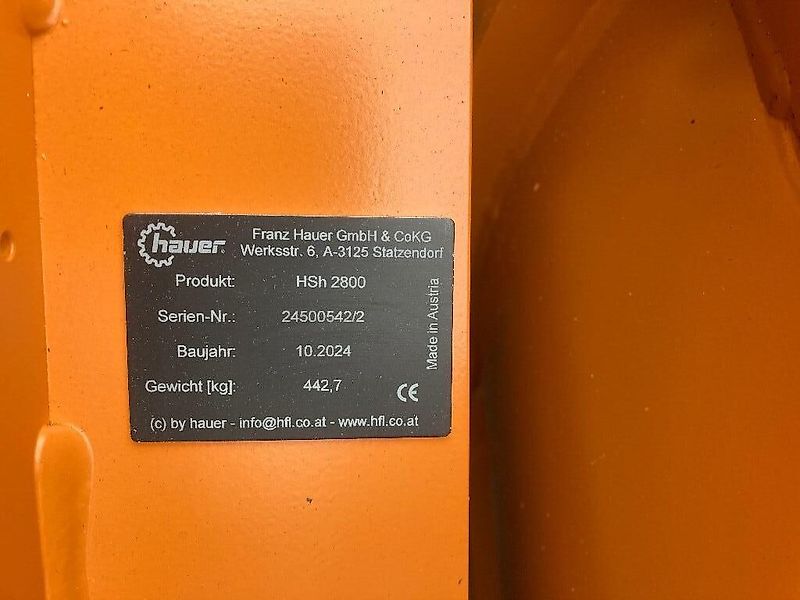 hauer
Franz Hauer GmbH & CoKG
Werksstr. 6, A-3125 Statzendorf
Produkt: HSh 2800
Serien-Nr.: 24500542/2
Baujahr: 10.2024
Gewicht [kg]: 442,7
CE
Made in Austria
(c) by hauer - info@hfl.co.at - www.hfl.co.at